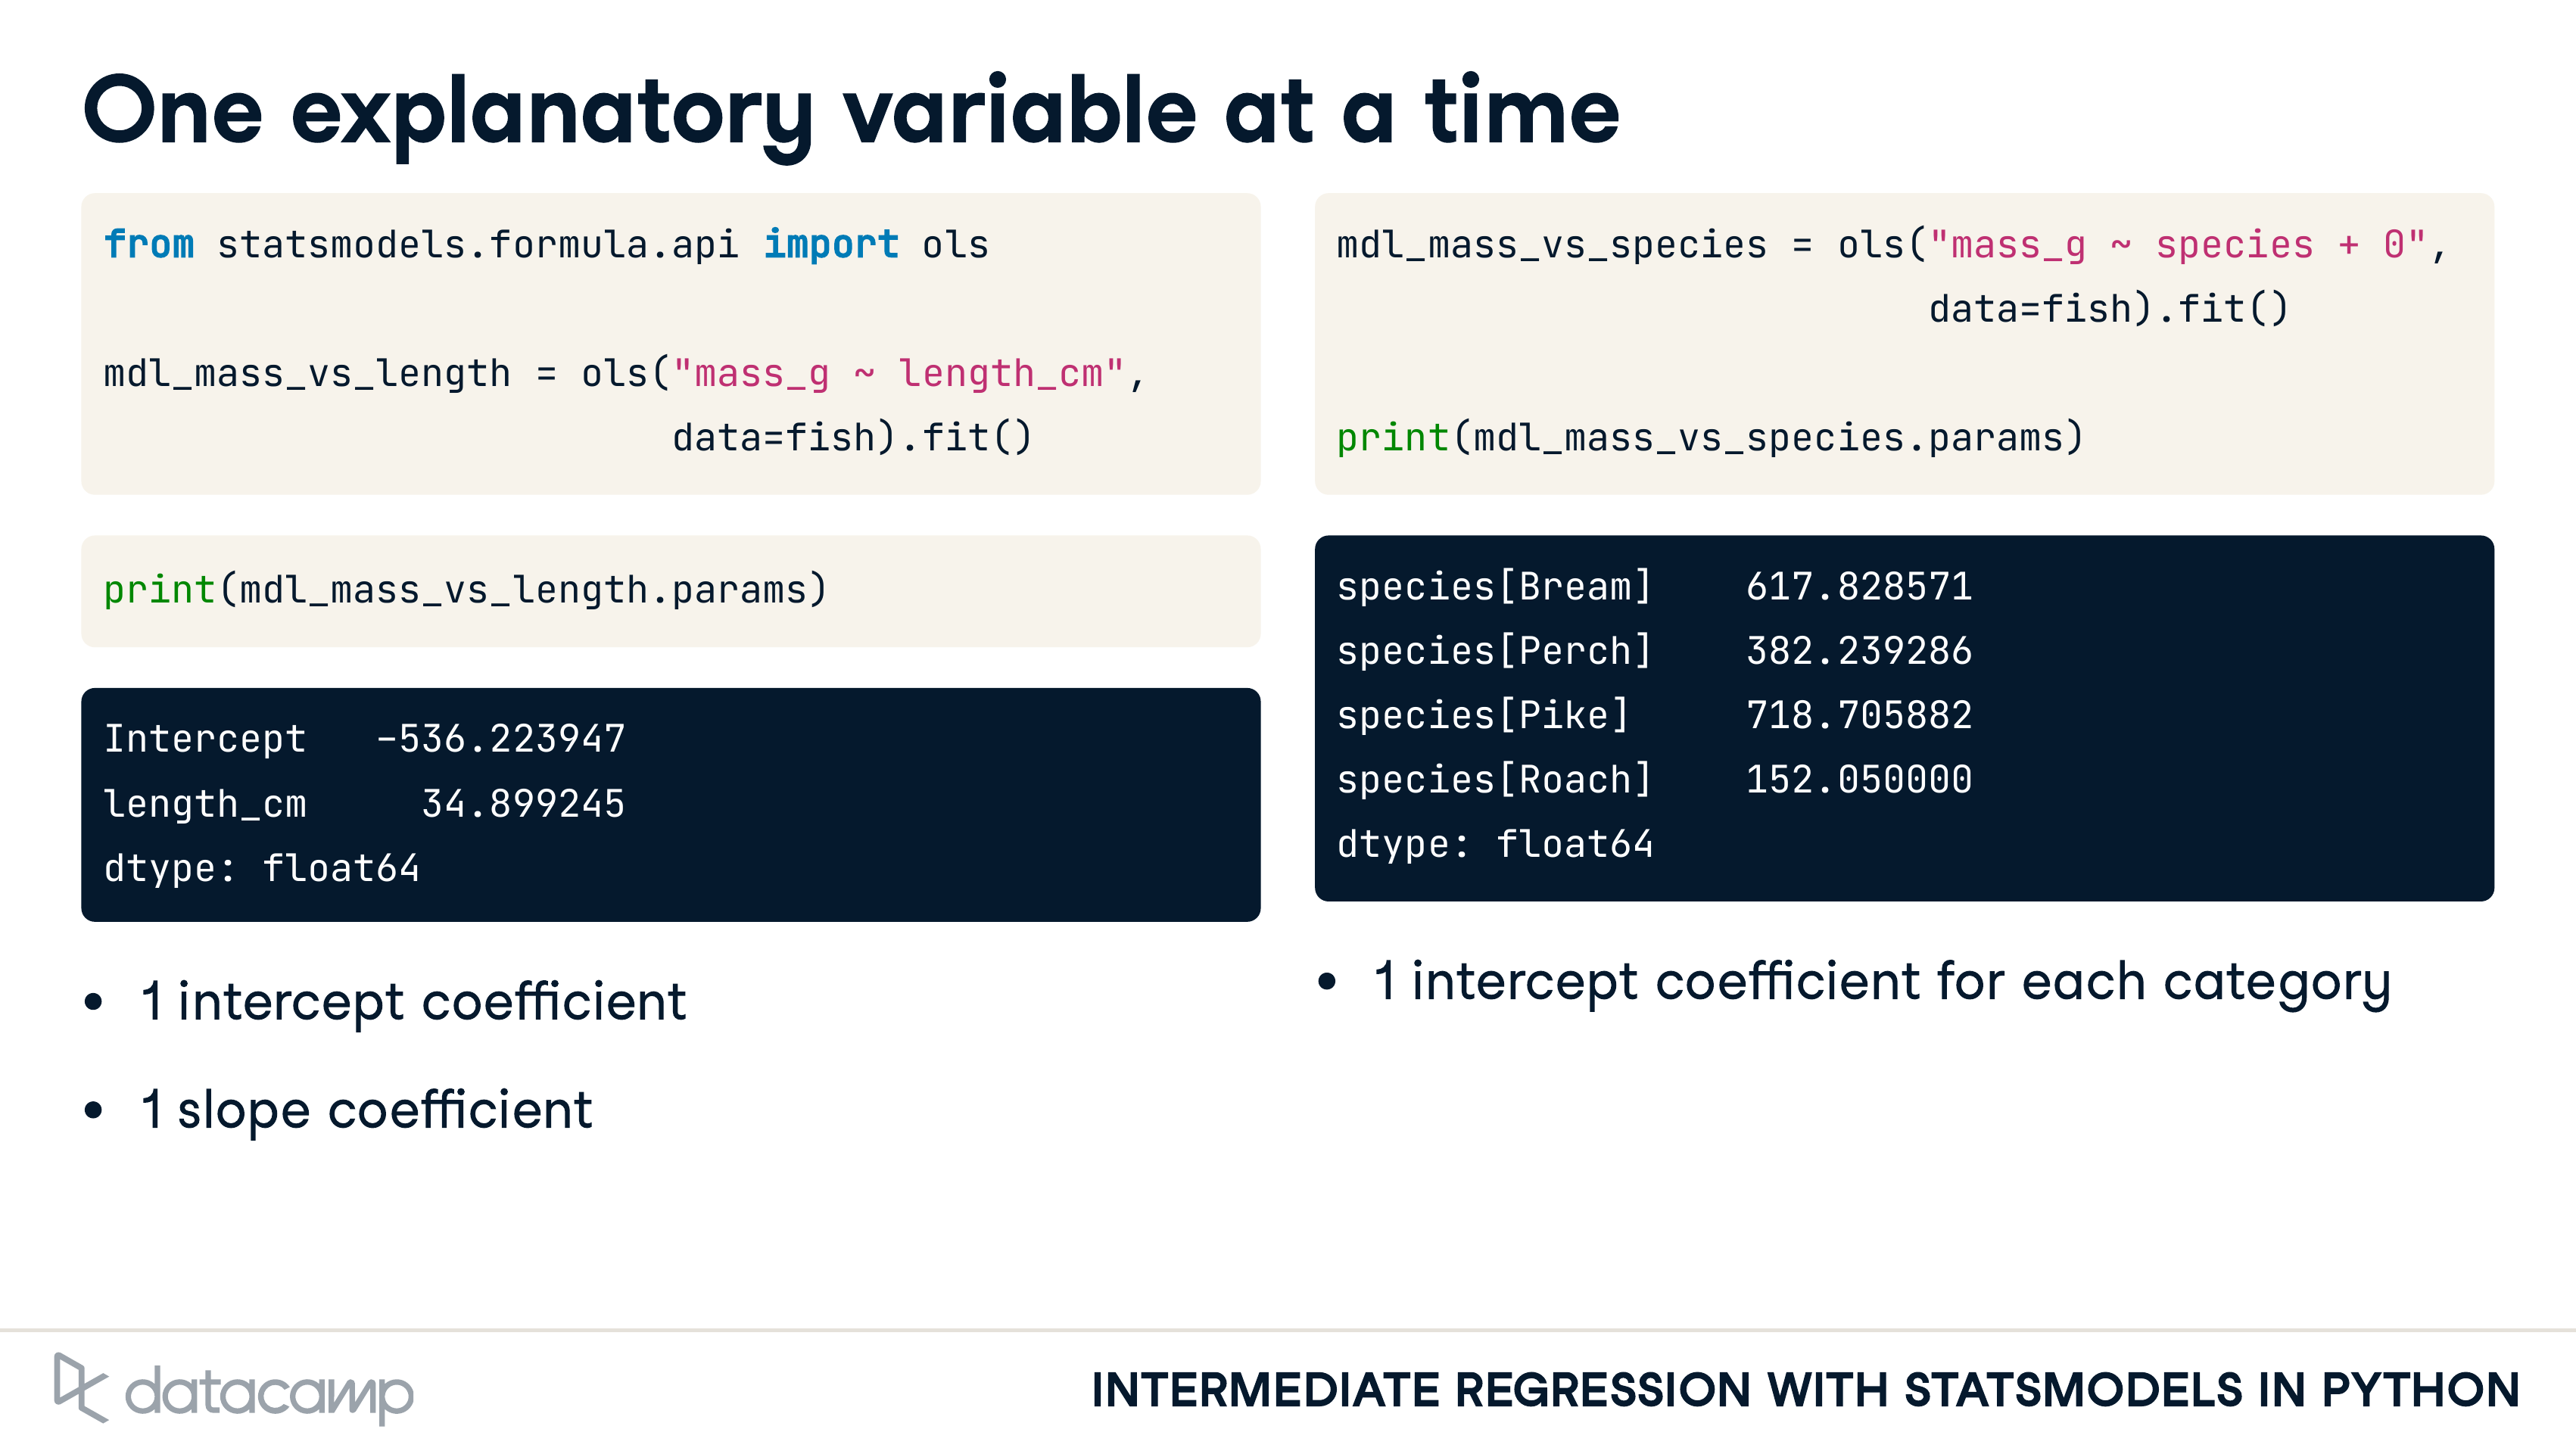 One explanatory variable at a time
from statsmodels.formula.api import ols
mdl_mass_vs_length = ols("mass_g ~ length_cm",
data=fish).fit()
print(mdl_mass_vs_length.params)
Intercept   -536.223947
length_cm     34.899245
dtype: float64
• 1 intercept coefficient
• 1 slope coefficient
mdl_mass_vs_species = ols("mass_g ~ species + 0",
data=fish).fit()
print(mdl_mass_vs_species.params)
species[Bream]    617.828571
species[Perch]    382.239286
species[Pike]     718.705882
species[Roach]    152.050000
dtype: float64
• 1 intercept coefficient for each category
datacamp
INTERMEDIATE REGRESSION WITH STATSMODELS IN PYTHON